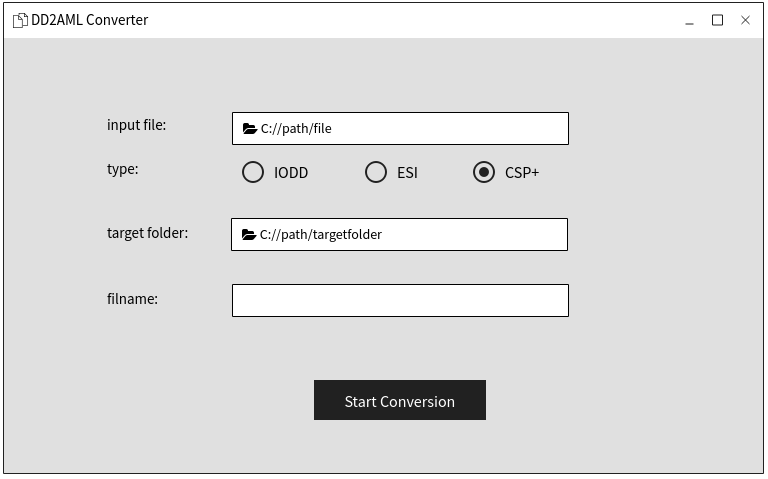 DD2AML Converter
input file:
C://path/file
type:
IODD
ESI
CSP+
target folder:
C://path/targetfolder
filname:
Start Conversion